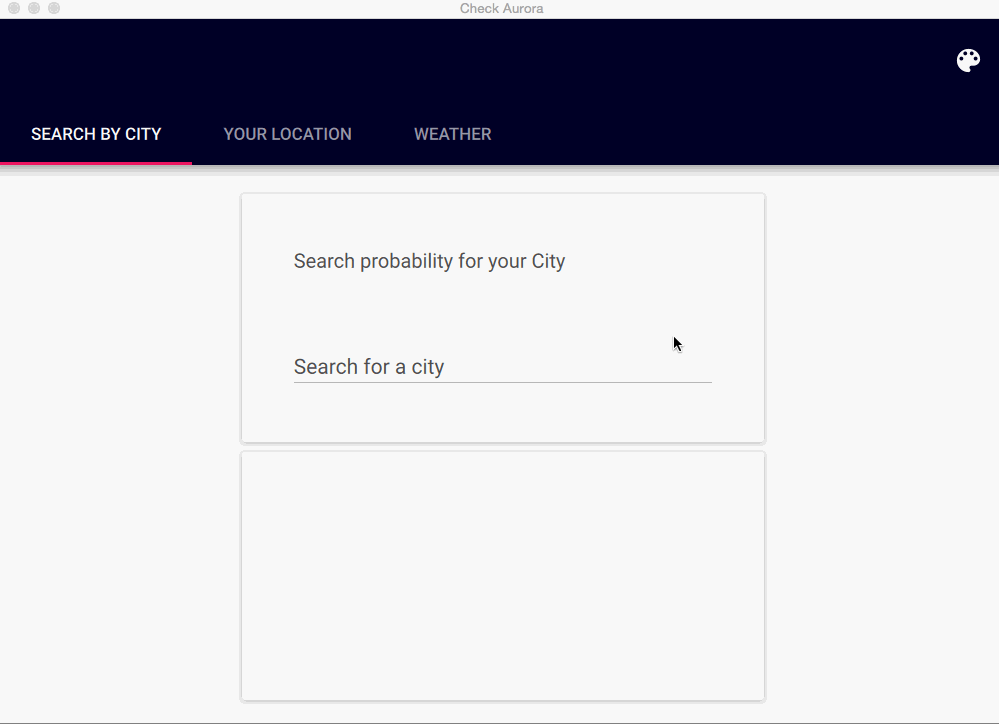 Check Aurora
SEARCH BY CITY YOUR LOCATION WEATHER
Search probability for your City
Search for a city